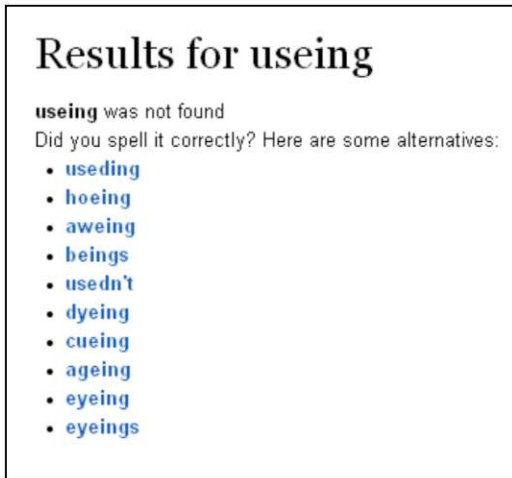 Results for useing
useing was not found
Did you spell it correctly? Here are some alternatives:
• useding
• hoeing
• aweing
• beings
• usedn't
• dyeing
• cueing
• ageing
• eyeing
• eyeings